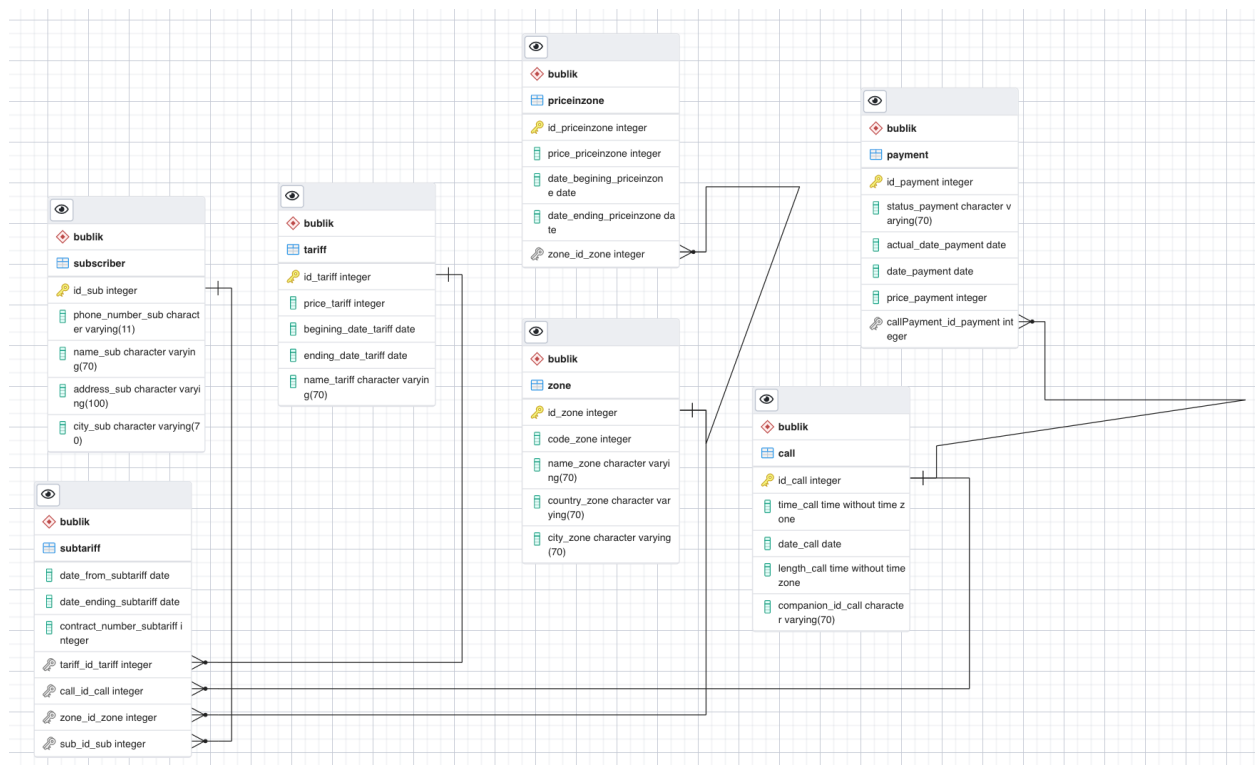 bublik
priceinzone
id_priceinzone integer
price_priceinzone integer
date_begining_priceinzon
e date
date_ending_priceinzone da
te
zone_id_zone integer
bublik
payment
id_payment integer
status_payment character v
arying(70)
actual_date_payment date
date_payment date
price_payment integer
callPayment_id_payment int
eger
bublik
subscriber
id_sub integer
phone_number_sub charact
er varying(11)
name_sub character varyin
g(70)
address_sub character varyi
ng(100)
city_sub character varying(7
0)
bublik
tariff
id_tariff integer
price_tariff integer
begining_date_tariff date
ending_date_tariff date
name_tariff character varyin
g(70)
bublik
zone
id_zone integer
code_zone integer
name_zone character varyi
ng(70)
country_zone character var
ying(70)
city_zone character varying
(70)
bublik
call
id_call integer
time_call time without time z
one
date_call date
length_call time without time
zone
companion_id_call characte
r varying(70)
bublik
subtariff
date_from_subtariff date
date_ending_subtariff date
contract_number_subtariff i
nteger
tariff_id_tariff integer
call_id_call integer
zone_id_zone integer
sub_id_sub integer